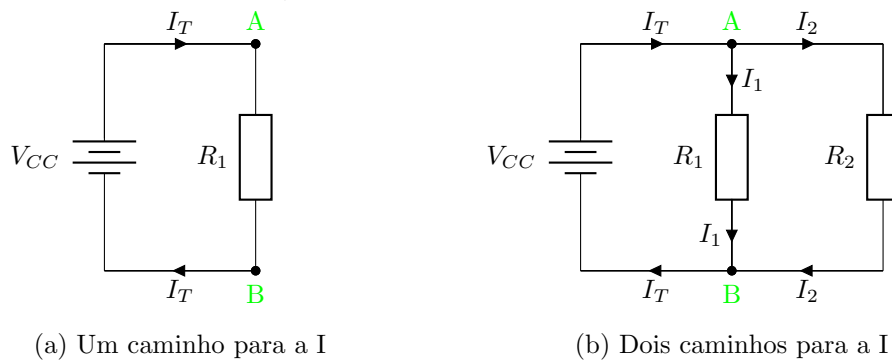 I_T A
V_CC R_1
I_T B
(a) Um caminho para a I
I_T A I_2
I_1
V_CC R_1 R_2
I_1
I_T B I_2
(b) Dois caminhos para a I